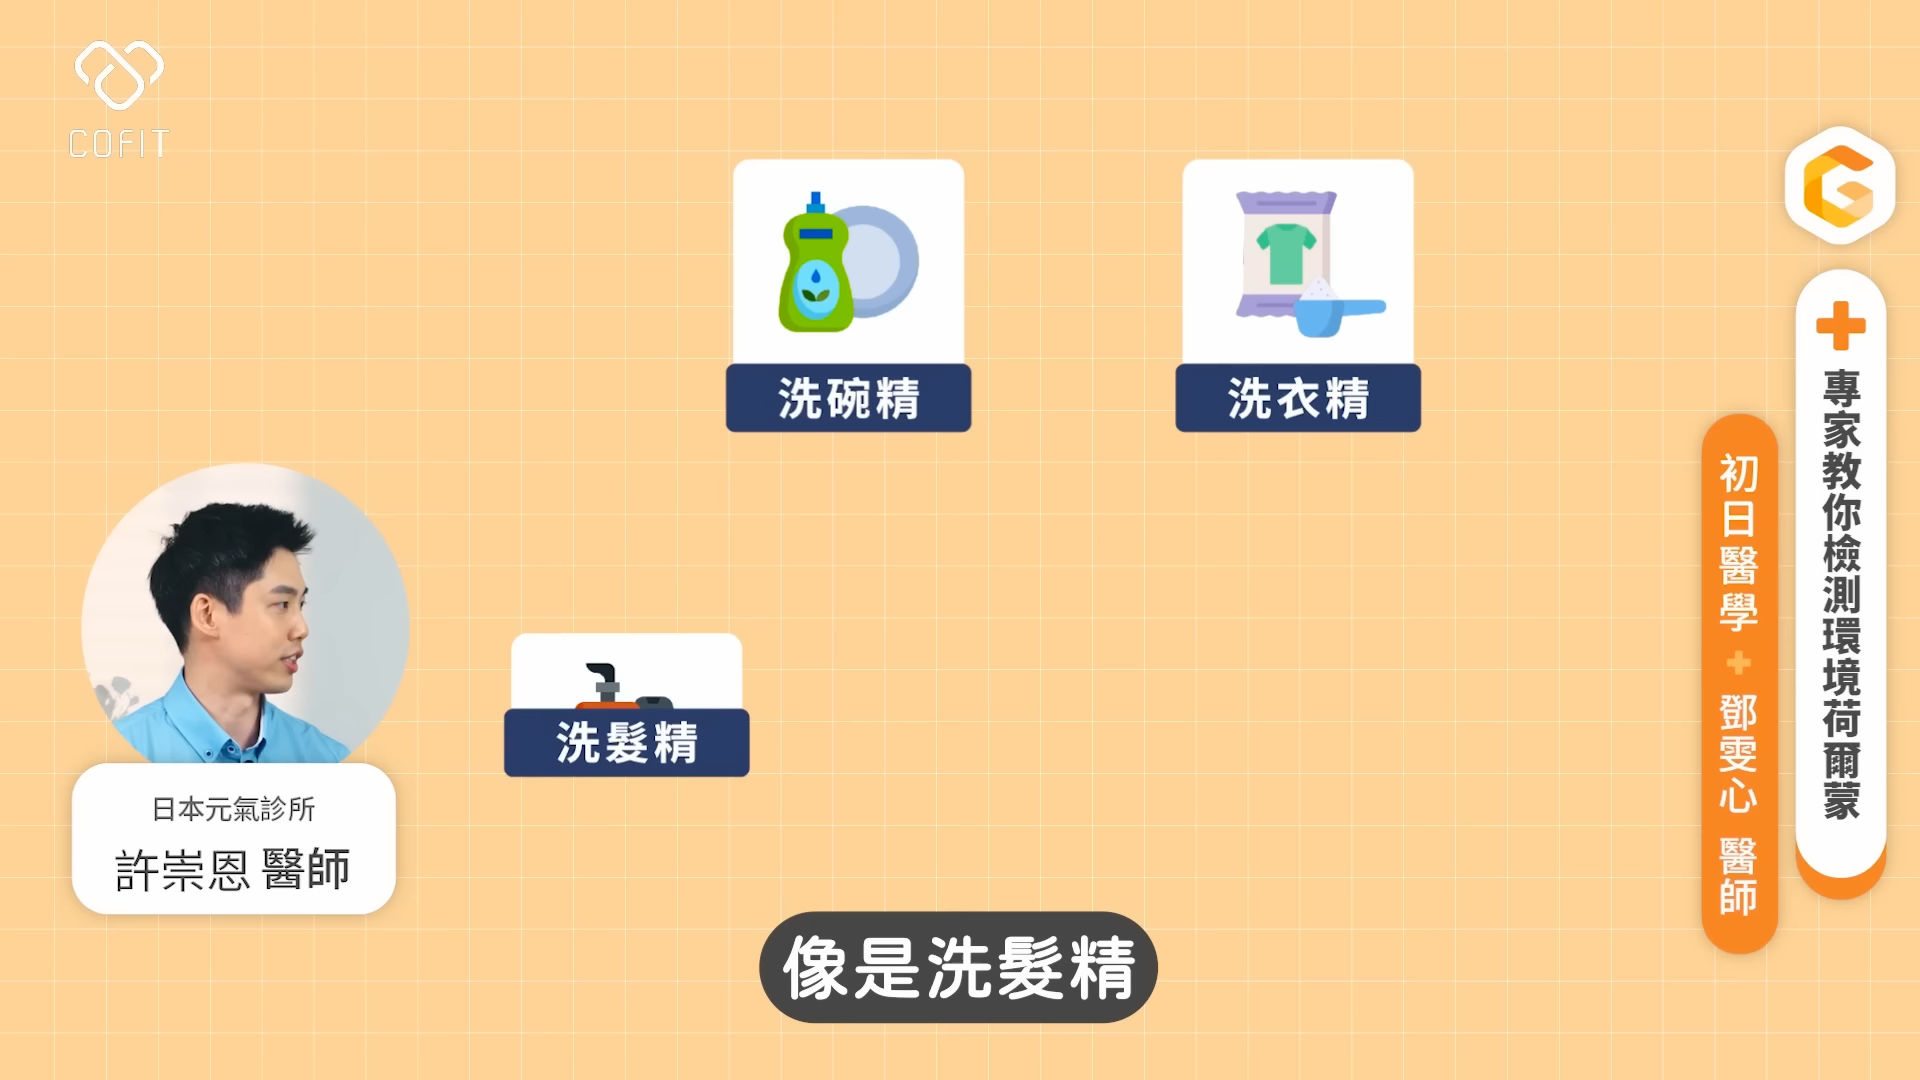 COFIT
洗碗精
洗衣精
洗髮精
日本元氣診所
許崇恩 醫師
像是洗髮精
專家教你檢測環境荷爾蒙
初日醫學
鄧雯心 醫師